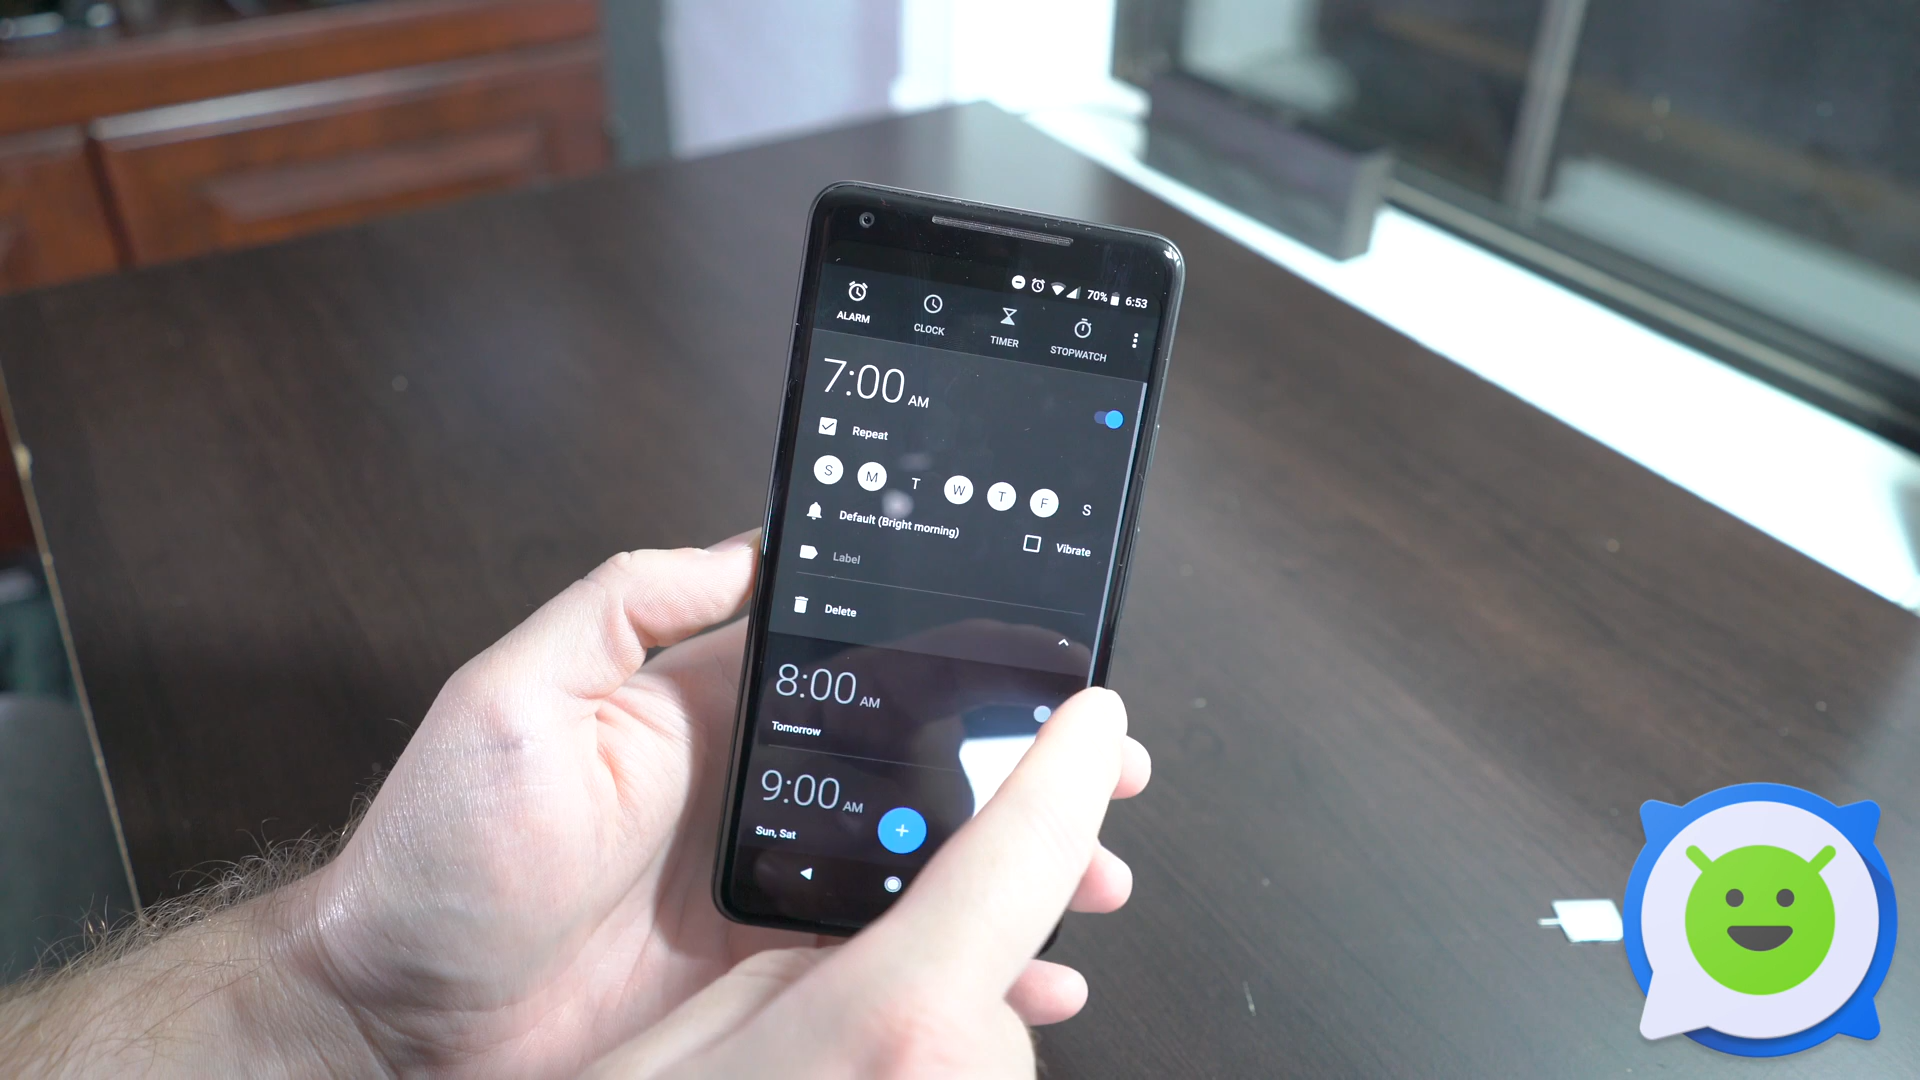 70% 6:53
ALARM CLOCK TIMER STOPWATCH
7:00 AM
Repeat
S M T W T F S
Default (Bright morning) Vibrate
Label
Delete
8:00 AM
Tomorrow
9:00 AM
Sun, Sat